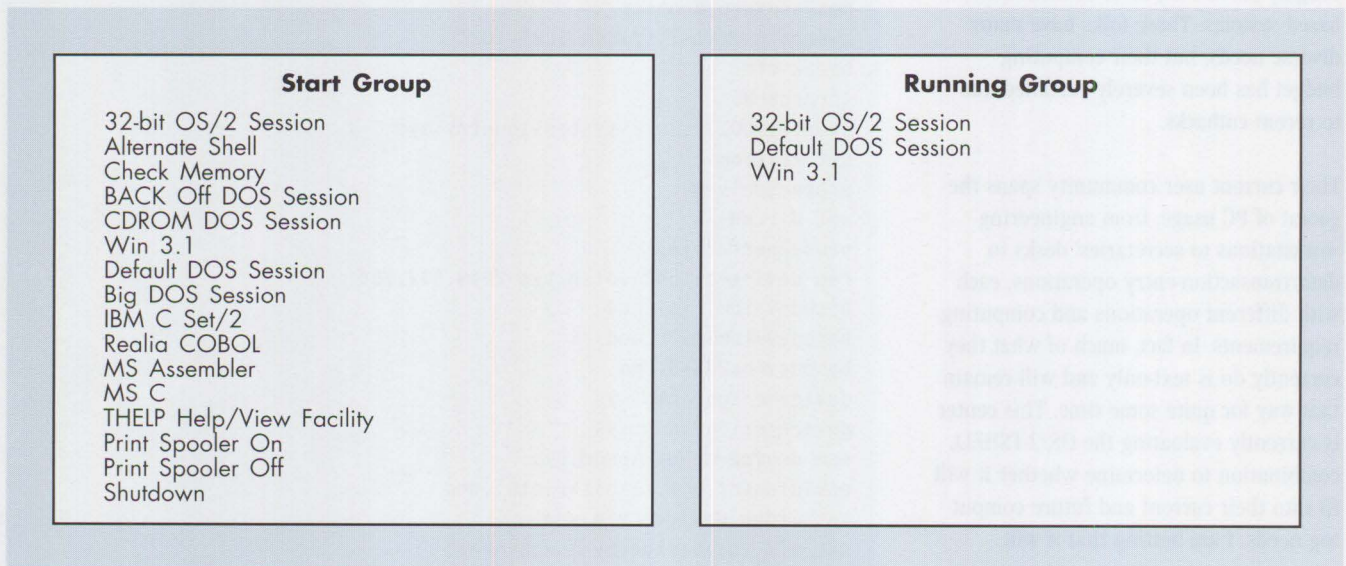 Start Group
32-bit OS/2 Session
Alternate Shell
Check Memory
BACK Off DOS Session
CDROM DOS Session
Win 3.1
Default DOS Session
Big DOS Session
IBM C Set/2
Realia COBOL
MS Assembler
MS C
THELP Help/View Facility
Print Spooler On
Print Spooler Off
Shutdown
Running Group
32-bit OS/2 Session
Default DOS Session
Win 3.1